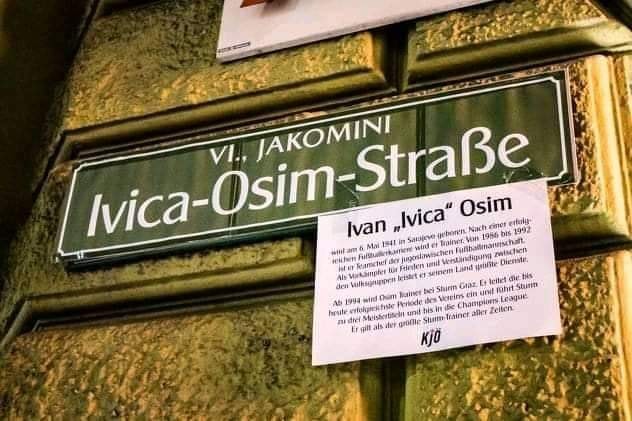 VI., JAKOMINI
Ivica-Osim-Straße
Ivan „Ivica“ Osim
wird am 6. Mai 1941 in Sarajevo geboren. Nach einer erfolg-
reichen Fußballerkarriere wird er Trainer. Von 1986 bis 1992
ist er Teamchef der jugoslawischen Fußballmannschaft.
Als Vorkämpfer für Frieden und Verständigung zwischen
den Volksgruppen leistet er seinem Land größte Dienste.
Ab 1994 wird Osim Trainer bei Sturm Graz. Er leitet die bis
heute erfolgreichste Periode des Vereins ein und führt Sturm
zu drei Meistertiteln und bis in die Champions League.
Er gilt als der größte Sturm-Trainer aller Zeiten.
KJÖ